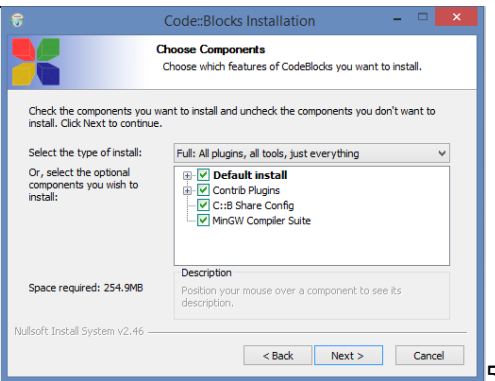 Code::Blocks Installation
Choose Components
Choose which features of CodeBlocks you want to install.
Check the components you want to install and uncheck the components you don't want to
install. Click Next to continue.
Select the type of install:
Full: All plugins, all tools, just everything
Or, select the optional
components you wish to
install:
Default install
Contrib Plugins
C::B Share Config
MinGW Compiler Suite
Space required: 254.9MB
Description
Position your mouse over a component to see its
description.
Nullsoft Install System v2.46
< Back
Next >
Cancel